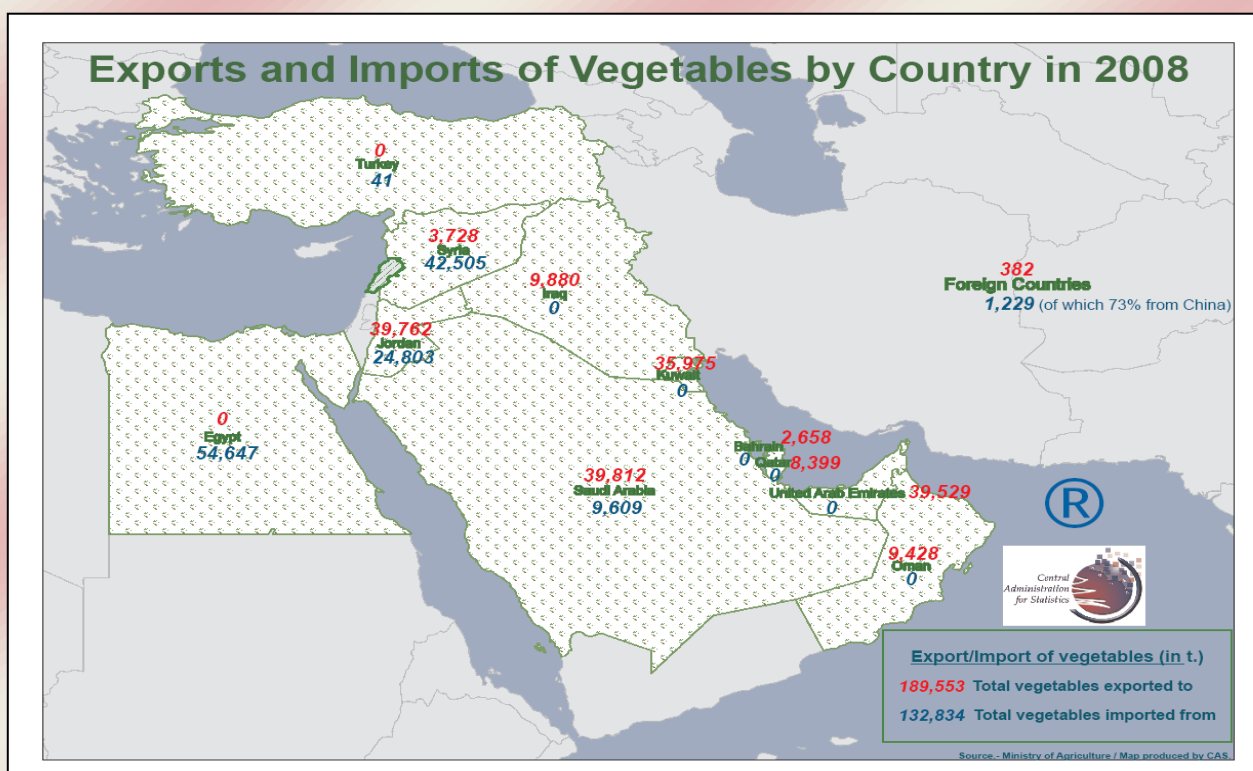 Exports and Imports of Vegetables by Country in 2008
0
Turkey
41
3,728
Syria
42,505
9,880
Iraq
0
382
Foreign Countries
1,229 (of which 73% from China)
39,762
Jordan
24,803
35,975
Kuwait
0
0
Egypt
54,647
Bahrain 2,658
0
Qatar 8,399
0
39,812
Saudi Arabia
9,609
United Arab Emirates 39,529
0
®
9,428
Oman
0
Central
Administration
for Statistics
Export/Import of vegetables (in t.)
189,553 Total vegetables exported to
132,834 Total vegetables imported from
Source.- Ministry of Agriculture / Map produced by CAS.